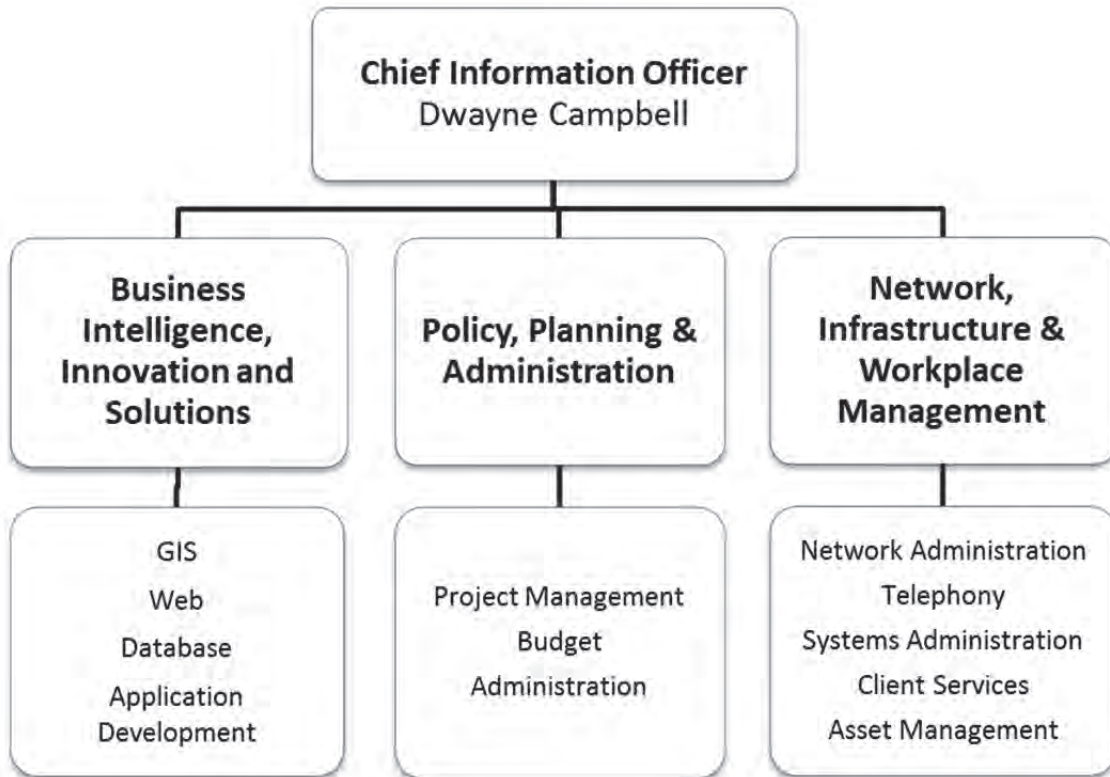 Chief Information Officer
Dwayne Campbell
Business
Intelligence,
Innovation and
Solutions
Policy, Planning &
Administration
Network,
Infrastructure &
Workplace
Management
GIS
Web
Database
Application
Development
Project Management
Budget
Administration
Network Administration
Telephony
Systems Administration
Client Services
Asset Management